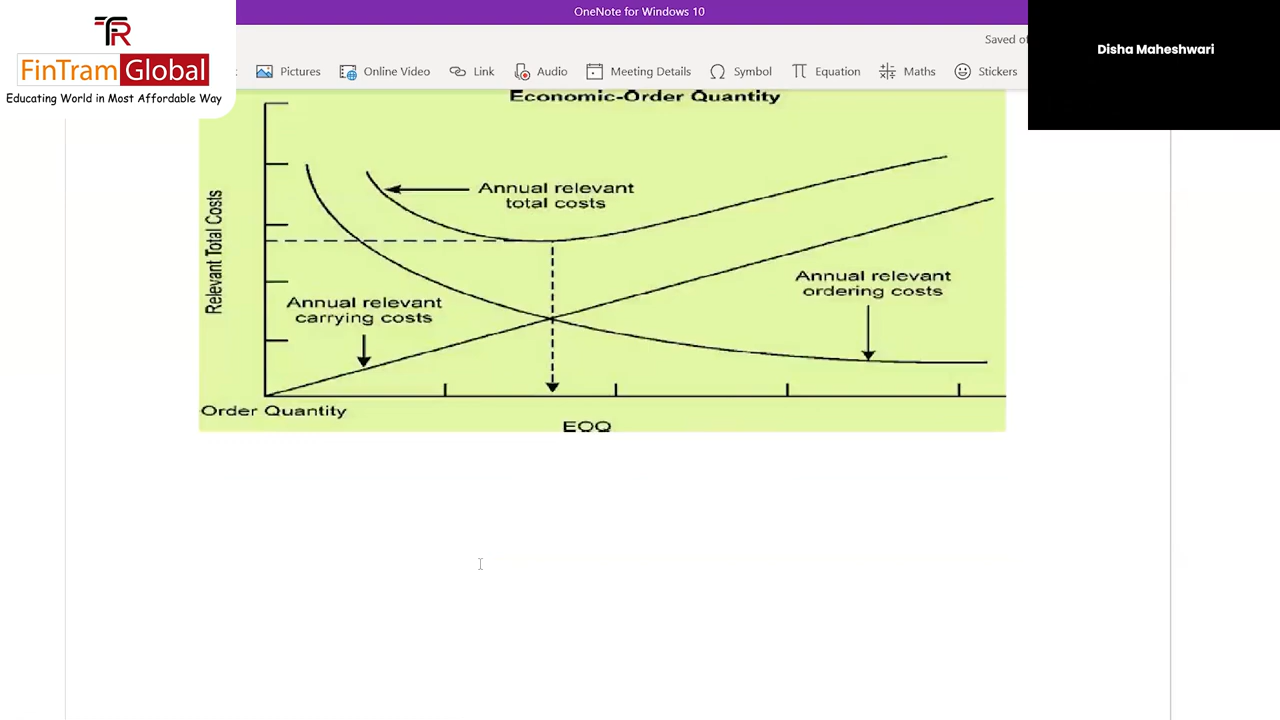 TR
FinTram Global
Educating World in Most Affordable Way
OneNote for Windows 10
Saved of
Disha Maheshwari
Pictures
Online Video
Link
Audio
Meeting Details
Symbol
Equation
Maths
Stickers
Economic-Order Quantity
Relevant Total Costs
Annual relevant
total costs
Annual relevant
ordering costs
Annual relevant
carrying costs
Order Quantity
EOQ